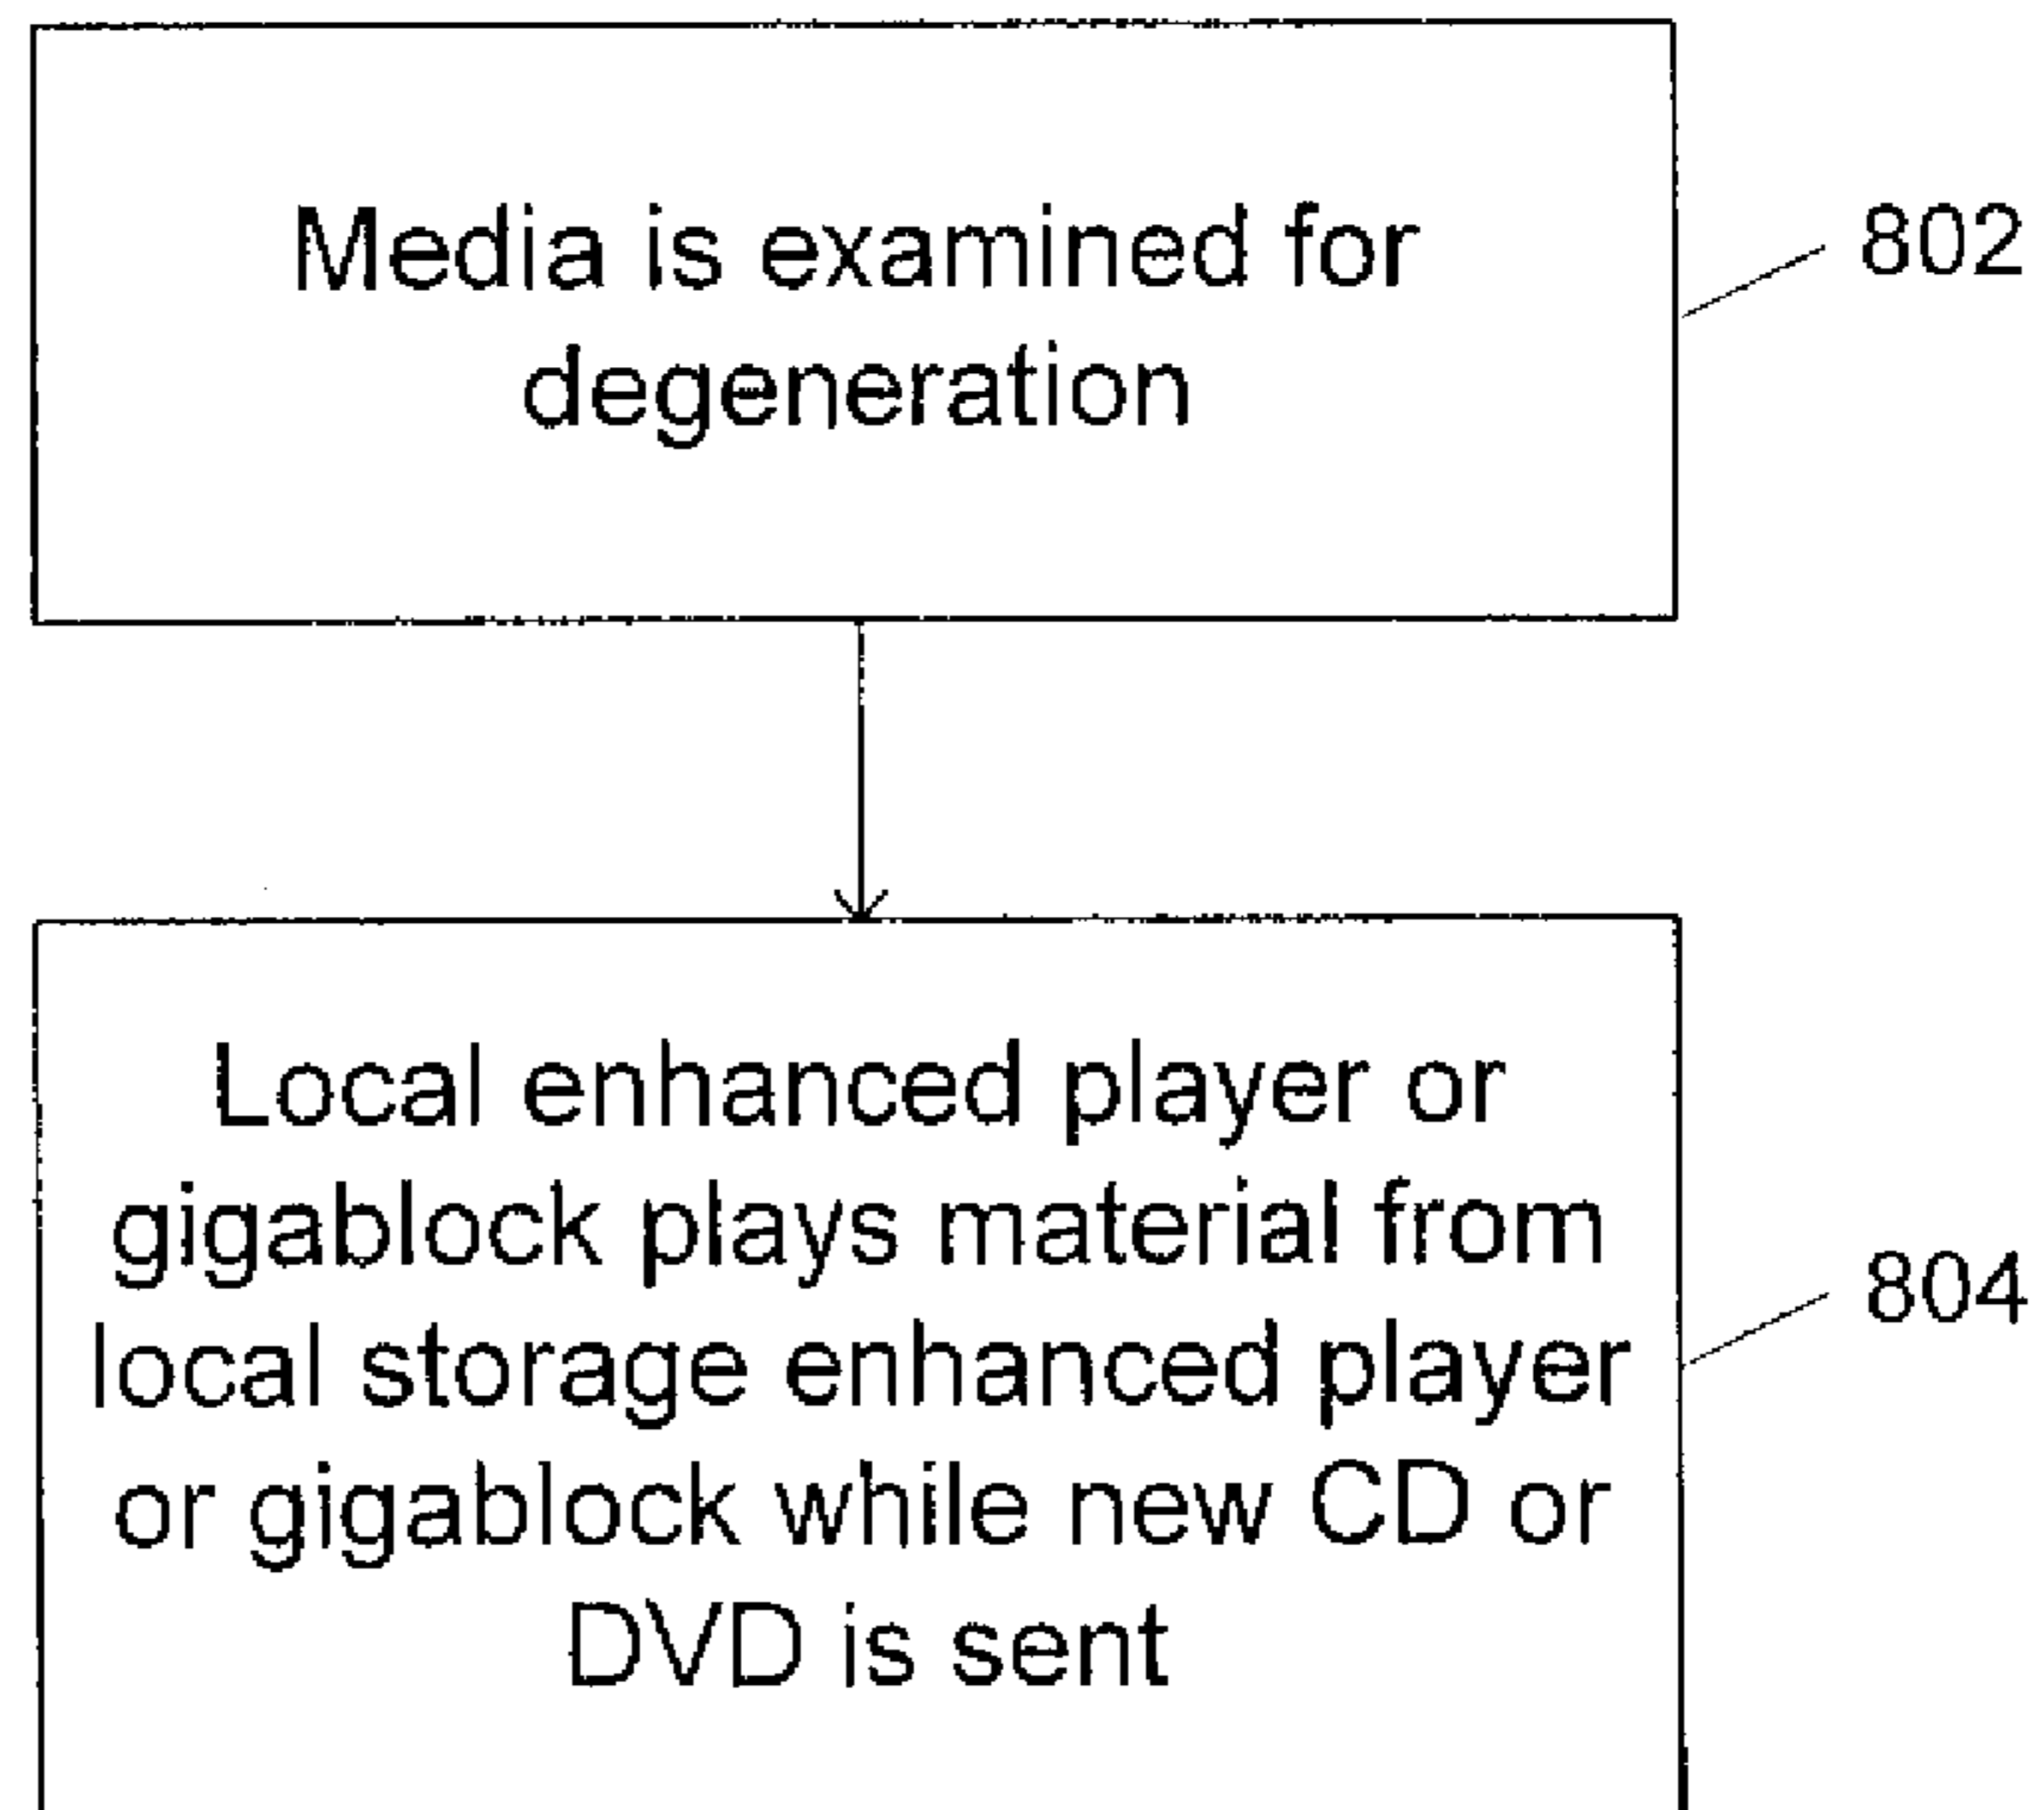 Media is examined for
degeneration
802
Local enhanced player or
gigablock plays material from
local storage enhanced player
or gigablock while new CD or
DVD is sent
804